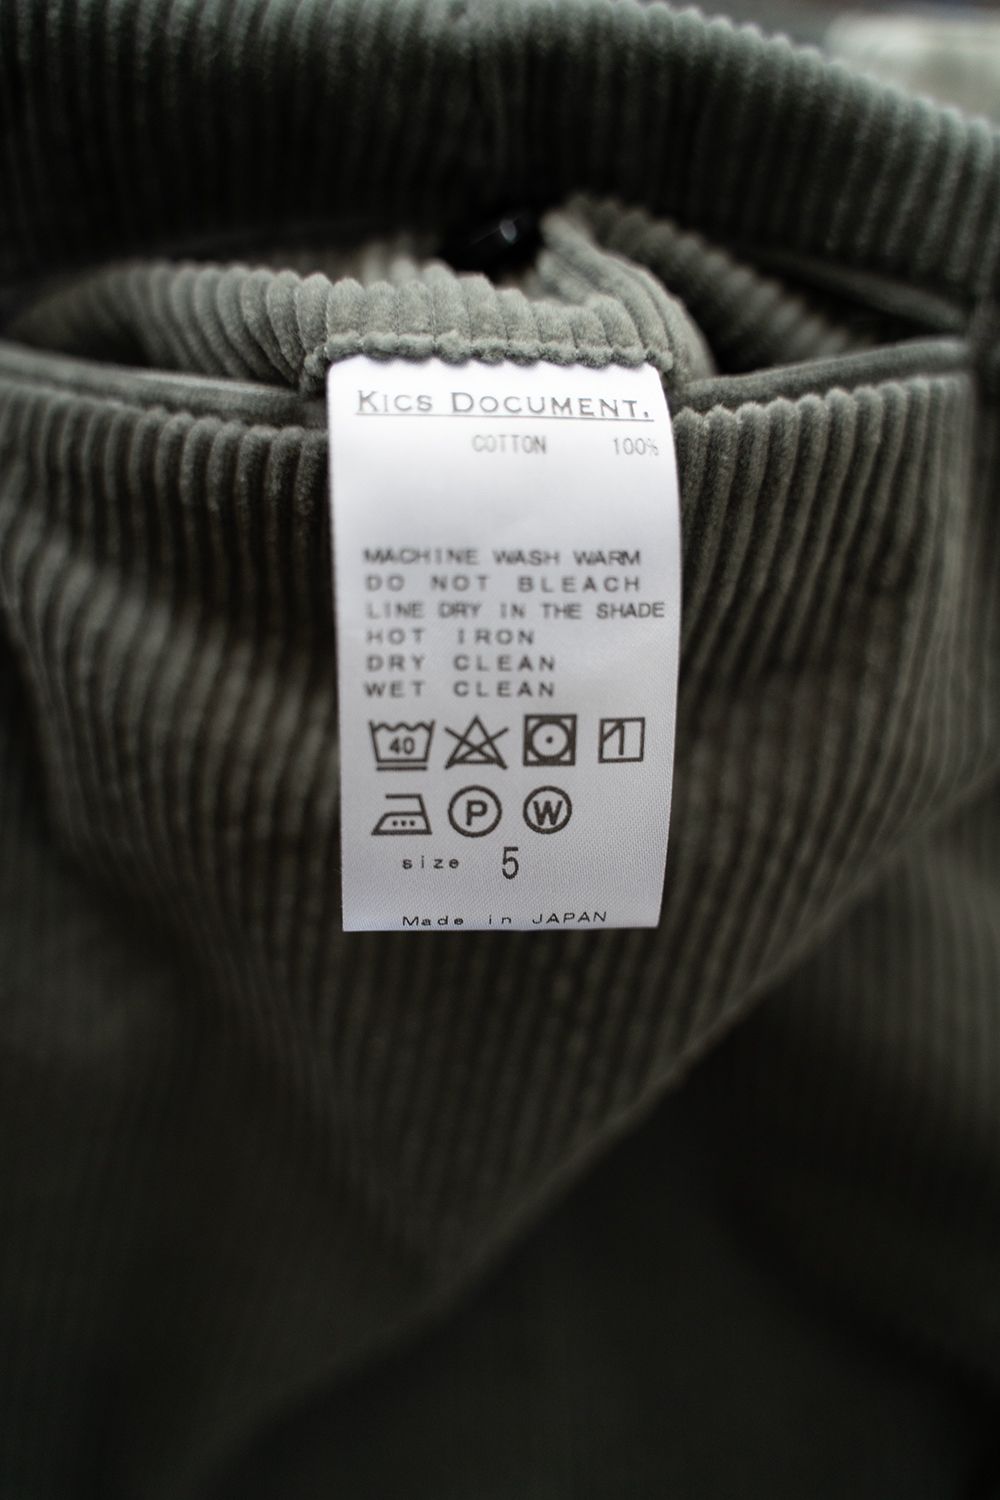 KICS DOCUMENT.
COTTON 100%
MACHINE WASH WARM
DO NOT BLEACH
LINE DRY IN THE SHADE
HOT IRON
DRY CLEAN
WET CLEAN
40
P W
size 5
Made in JAPAN